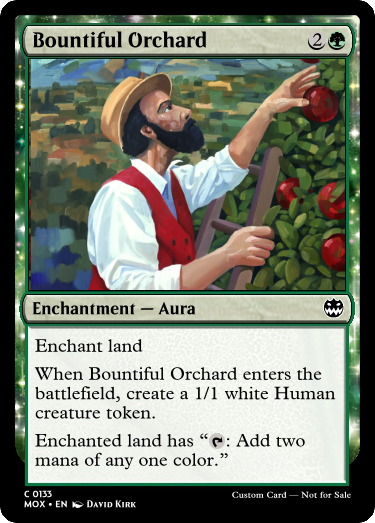 Bountiful Orchard 2
Enchantment — Aura
Enchant land
When Bountiful Orchard enters the
battlefield, create a 1/1 white Human
creature token.
Enchanted land has “: Add two
mana of any one color.”
C 0133
MOX • EN David Kirk
Custom Card — Not for Sale